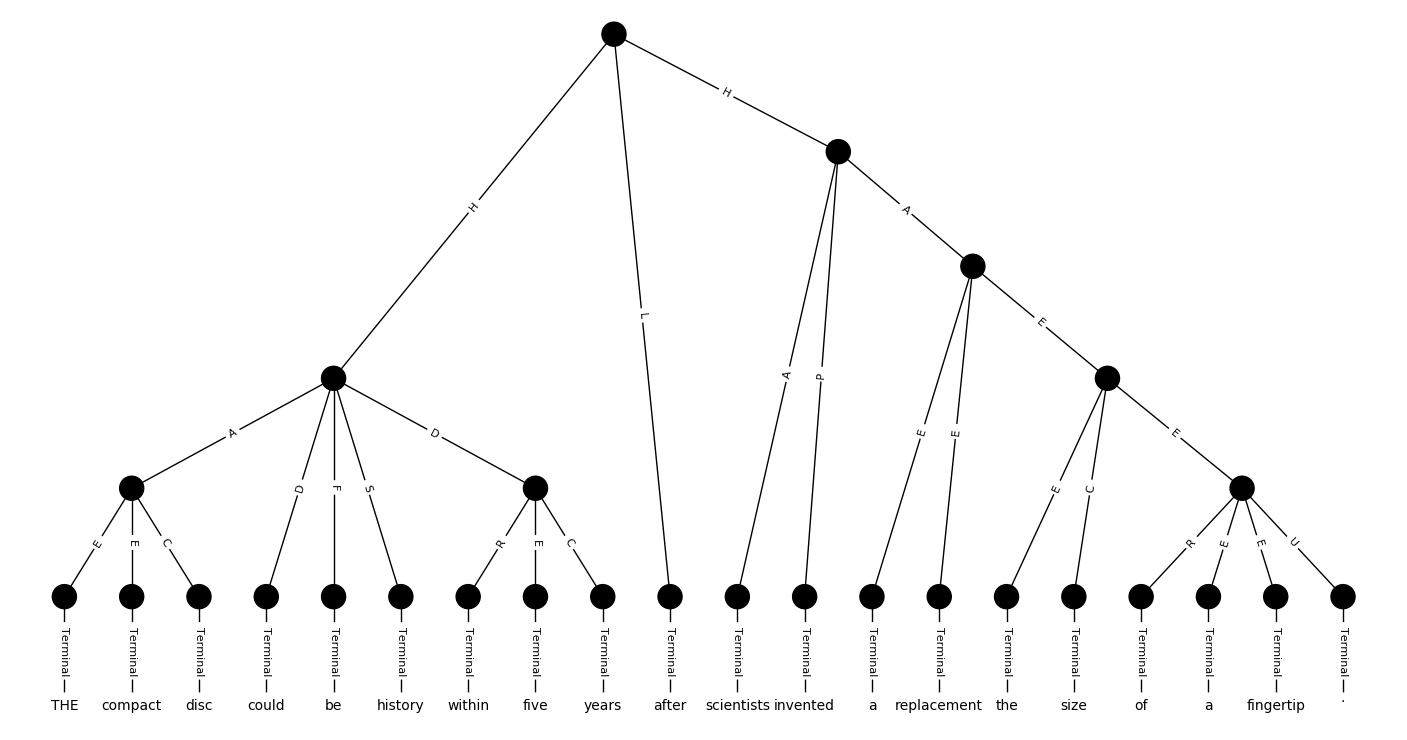 H
H
A
H
L
E
A
P
A
D
E
E
E
D
F
S
E
C
E
E
C
R
E
C
R
E
E
U
Terminal Terminal Terminal Terminal Terminal Terminal Terminal Terminal Terminal Terminal Terminal Terminal Terminal Terminal Terminal Terminal Terminal Terminal Terminal Terminal
THE compact disc could be history within five years after scientists invented a replacement the size of a fingertip .